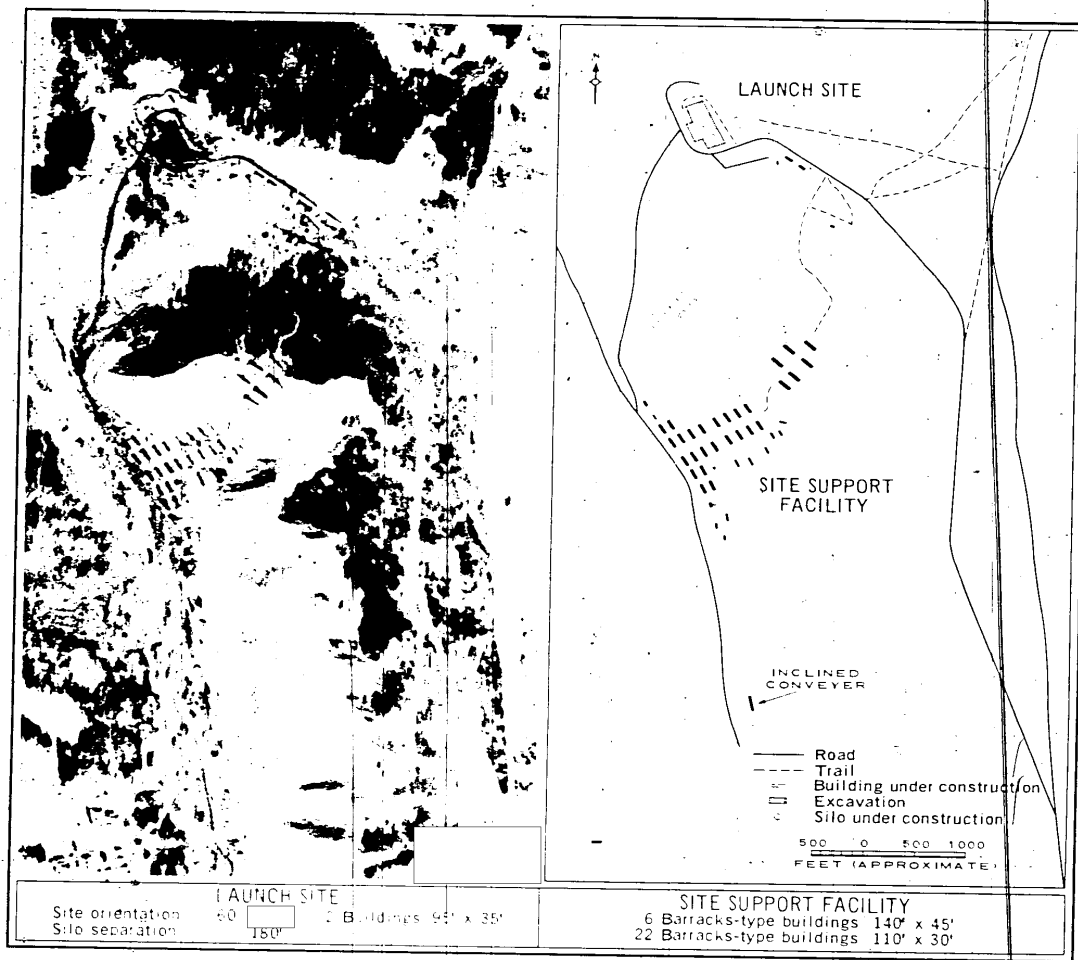 N
LAUNCH SITE
SITE SUPPORT
FACILITY
INCLINED
CONVEYER
Road
Trail
Building under construction
Excavation
Silo under construction
500 0 500 1000
FEET (APPROXIMATE)
LAUNCH SITE
Site orientation 60
2 Buildings 95' x 35'
Silo separation 180'
SITE SUPPORT FACILITY
6 Barracks-type buildings 140' x 45'
22 Barracks-type buildings 110' x 30'